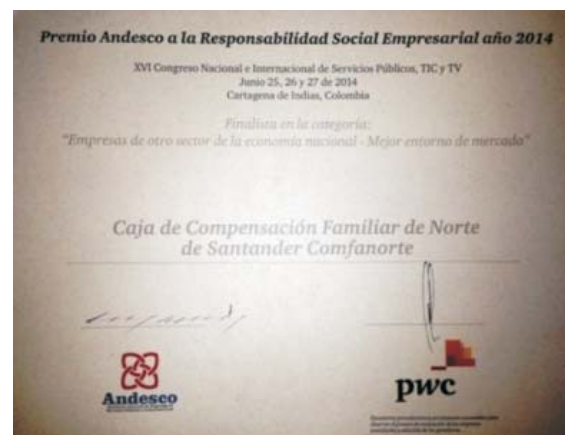 Premio Andesco a la Responsabilidad Social Empresarial año 2014
XVI Congreso Nacional e Internacional de Servicios Públicos, TIC y TV
Junio 25, 26 y 27 de 2014
Cartagena de Indias, Colombia
Finalista en la categoría:
"Empresas de otro sector de la economía nacional - Mejor entorno de mercado"
Caja de Compensación Familiar de Norte
de Santander Comfanorte
Andesco
pwc